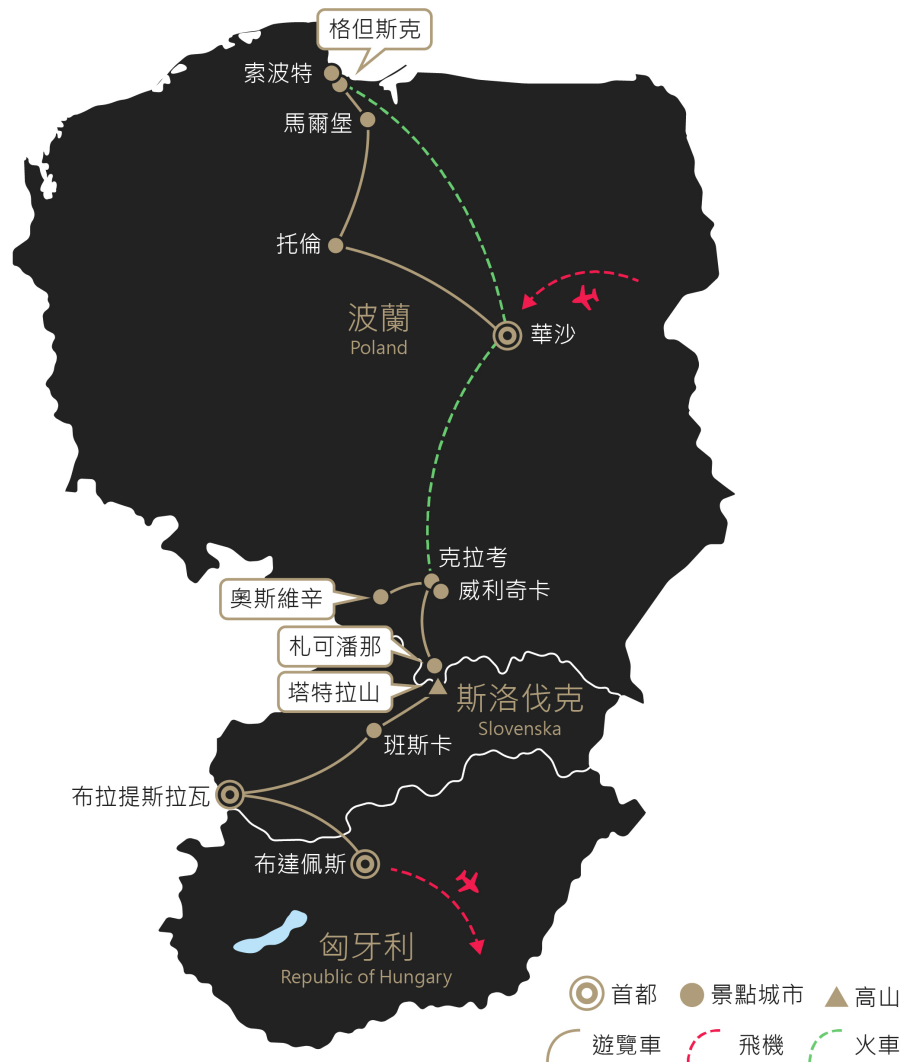 格但斯克
索波特
馬爾堡
托倫
波蘭
Poland
華沙
克拉考
威利奇卡
奧斯維辛
札可潘那
塔特拉山
斯洛伐克
Slovenska
班斯卡
布拉提斯拉瓦
布達佩斯
匈牙利
Republic of Hungary
首都 景點城市 高山
遊覽車 飛機 火車